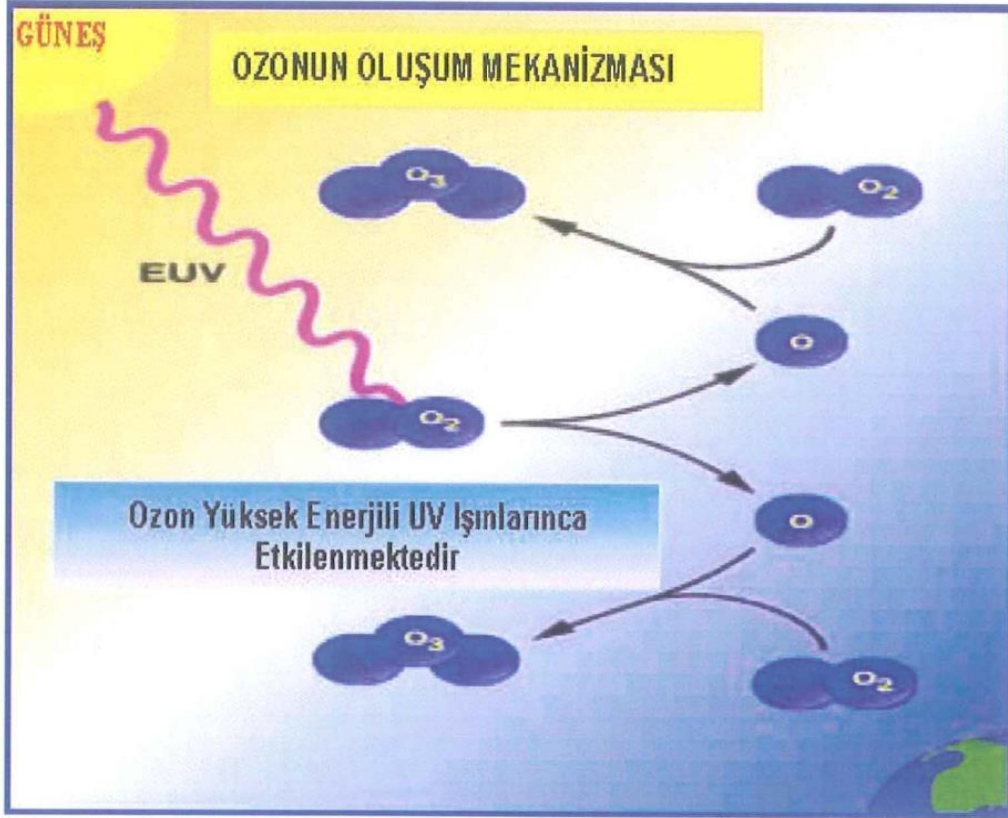 GÜNEŞ
OZONUN OLUŞUM MEKANİZMASI
O3
O2
EUV
O
O2
O
Ozon Yüksek Enerjili UV Işınlarınca
Etkilenmektedir
O3
O2